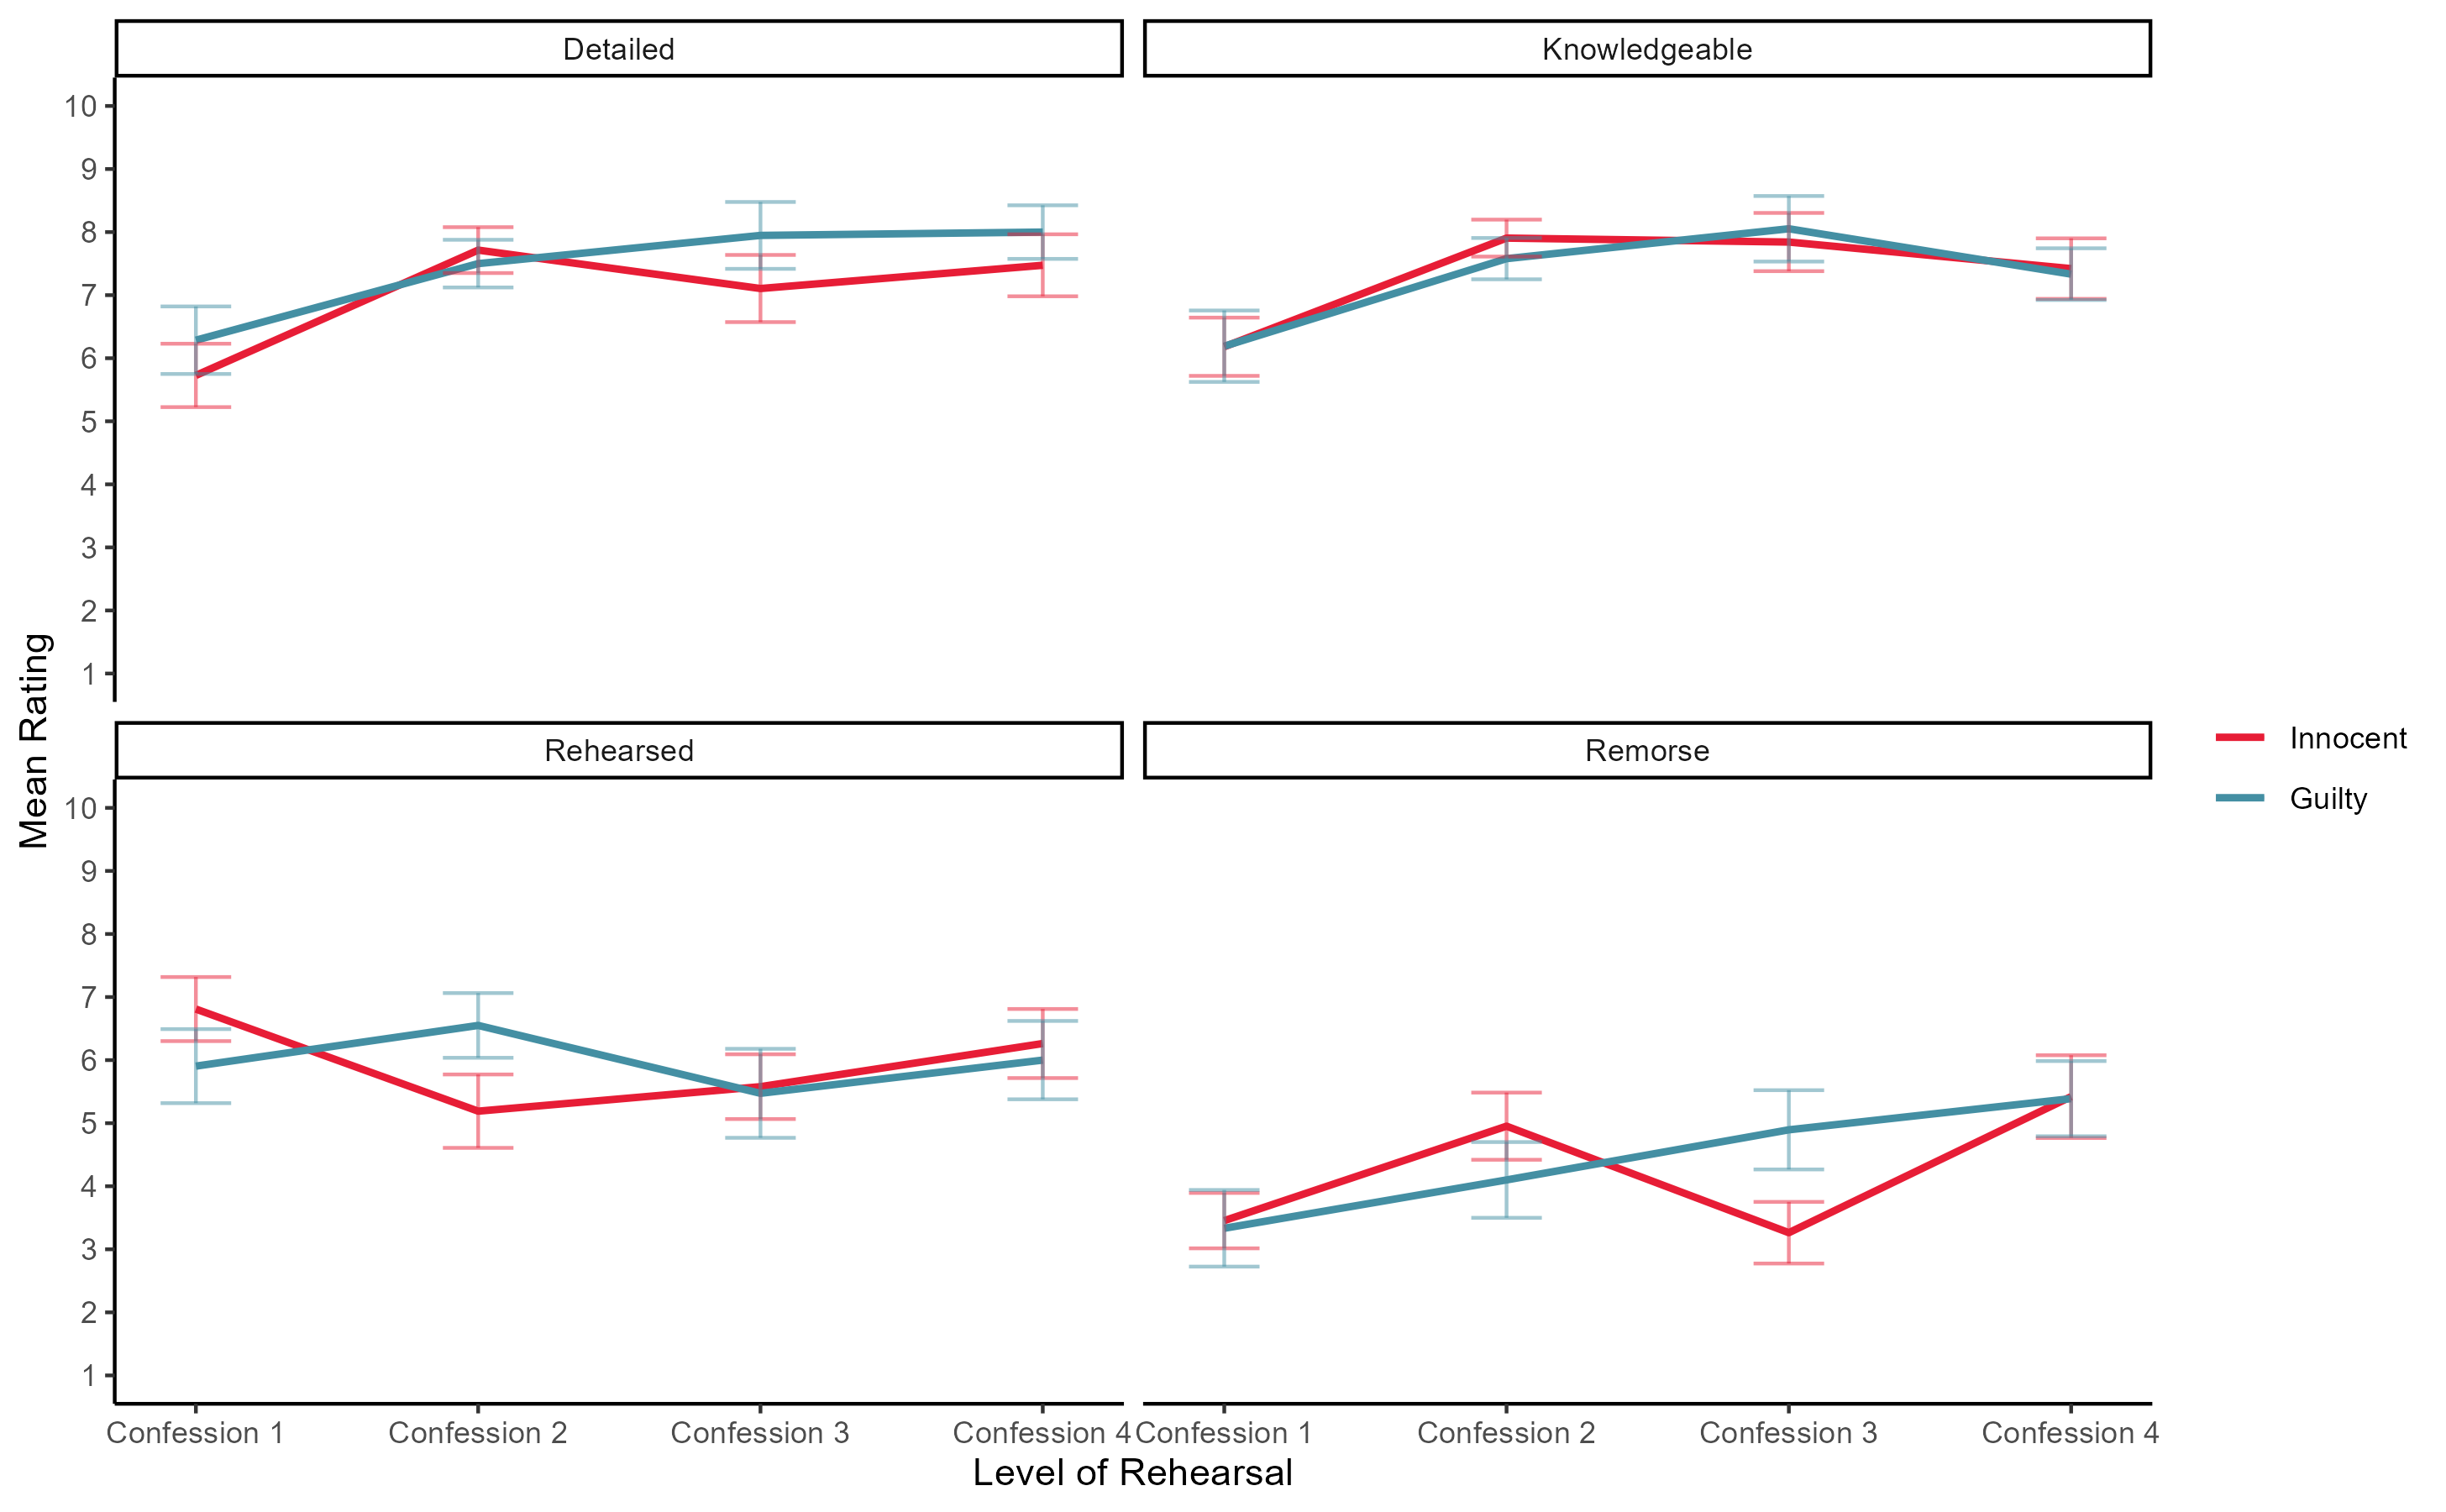 Detailed
Knowledgeable
10
9
8
7
6
5
4
3
2
1
Mean Rating
Rehearsed
Remorse
10
9
8
7
6
5
4
3
2
1
Innocent
Guilty
Confession 1 Confession 2 Confession 3 Confession 4 Confession 1 Confession 2 Confession 3 Confession 4
Level of Rehearsal